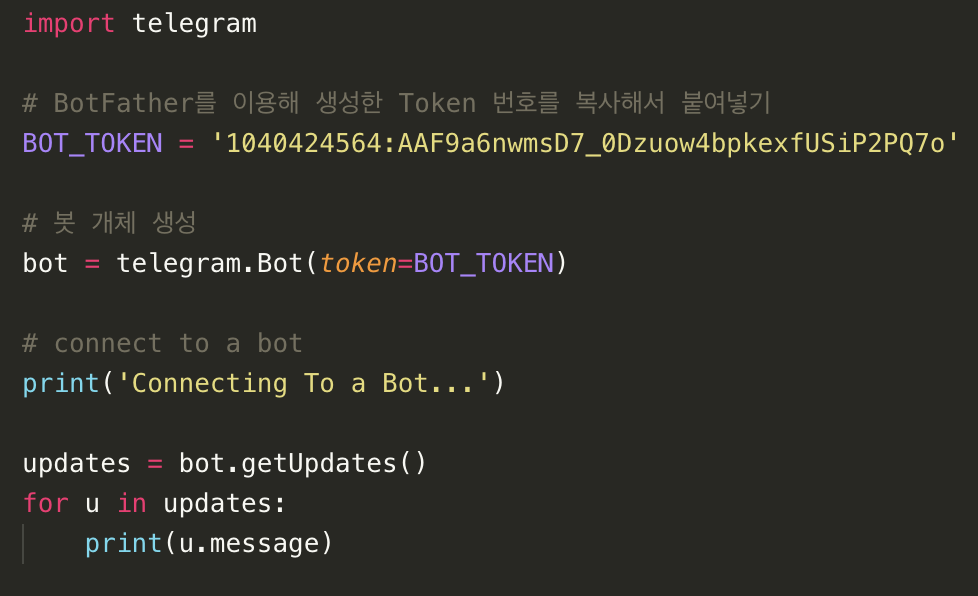 import telegram
# BotFather를 이용해 생성한 Token 번호를 복사해서 붙여넣기
BOT_TOKEN = '1040424564:AAF9a6nwmsD7_0Dzuow4bpkexfUSiP2PQ7o'
# 봇 개체 생성
bot = telegram.Bot(token=BOT_TOKEN)
# connect to a bot
print('Connecting To a Bot...')
updates = bot.getUpdates()
for u in updates:
    print(u.message)